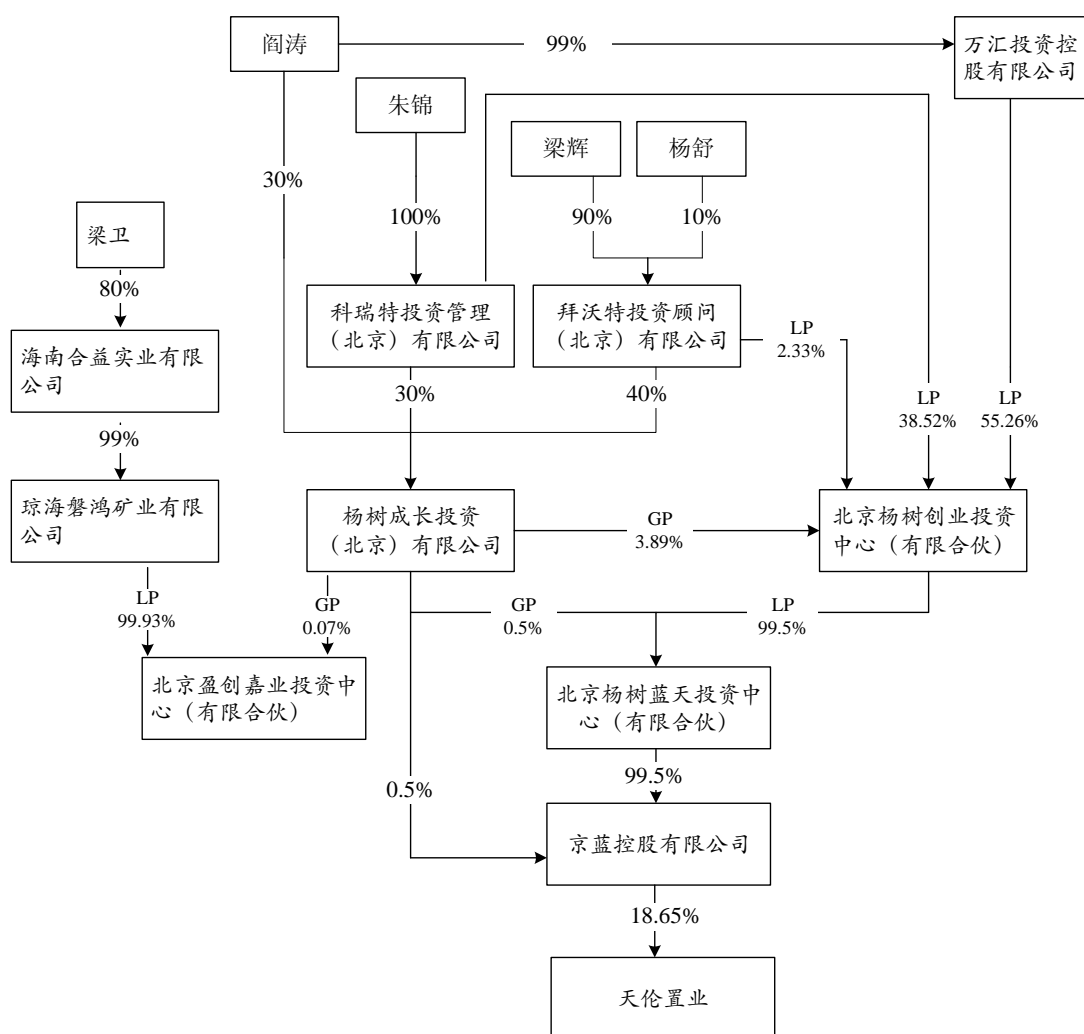 阎涛
99%
万汇投资控
股有限公司
朱锦
梁辉
杨舒
30%
100%
90%
10%
梁卫
80%
科瑞特投资管理
（北京）有限公司
拜沃特投资顾问
（北京）有限公司
LP
2.33%
海南合益实业有限
公司
30%
40%
LP
38.52%
LP
55.26%
99%
琼海磐鸿矿业有限
公司
杨树成长投资
（北京）有限公司
GP
3.89%
北京杨树创业投资
中心（有限合伙）
LP
99.93%
GP
0.07%
GP
0.5%
LP
99.5%
北京盈创嘉业投资中
心（有限合伙）
北京杨树蓝天投资中
心（有限合伙）
0.5%
99.5%
京蓝控股有限公司
18.65%
天伦置业